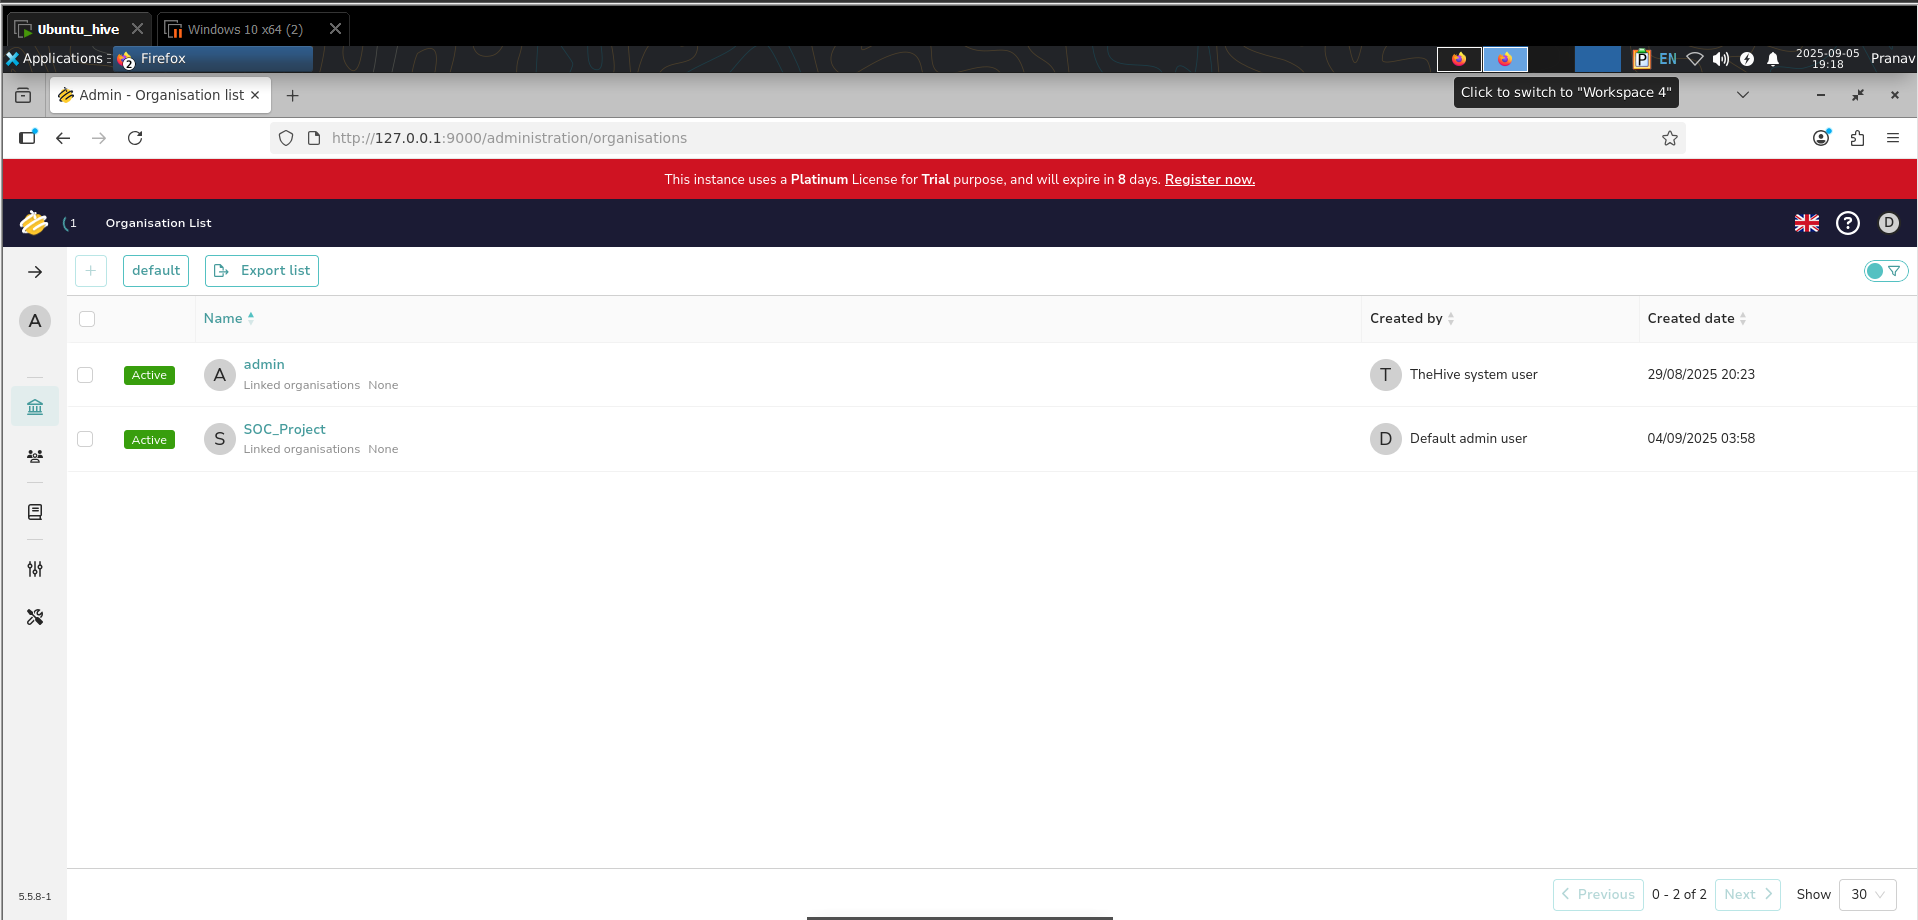 Ubuntu_hive
Windows 10 x64 (2)
Applications
2
Firefox
P
EN
2025-09-05
19:18
Pranav
Admin - Organisation list
Click to switch to "Workspace 4"
http://127.0.0.1:9000/administration/organisations
This instance uses a Platinum License for Trial purpose, and will expire in 8 days. Register now.
1
Organisation List
?
D
+
default
Export list
A
Name
Created by
Created date
Active
A
admin
Linked organisations None
T
TheHive system user
29/08/2025 20:23
Active
S
SOC_Project
Linked organisations None
D
Default admin user
04/09/2025 03:58
5.5.8-1
Previous
0 - 2 of 2
Next
Show
30